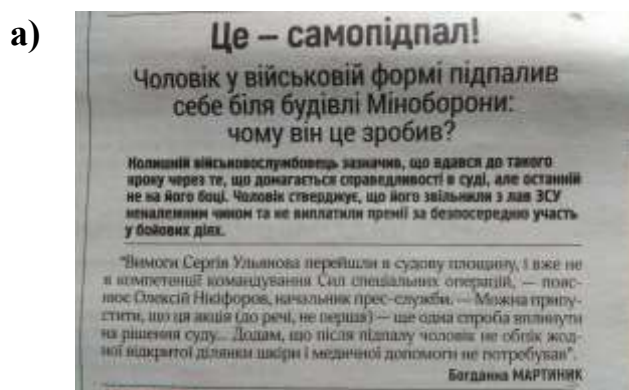 а)
Це – самопідпал!
Чоловік у військовій формі підпалив
себе біля будівлі Міноборони:
чому він це зробив?
Колишній військовослужбовець зазначив, що вдався до такого
кроку через те, що домагається справедливості в суді, але останній
не на його боці. Чоловік стверджує, що його звільнили з лав ЗСУ
неналежним чином та не виплатили премії за безпосередню участь
у бойових діях.
"Вимоги Сергія Ульянова перейшли в судову площину, і вже не
в компетенції командування Сил спеціальних операцій, — пояс-
нює Олексій Нікіфоров, начальник прес-служби. — Можна припу-
стити, що ця акція (до речі, не перша) — ще одна спроба вплинути
на рішення суду... Додам, що після підпалу чоловік не обпік жод-
ної відкритої ділянки шкіри і медичної допомоги не потребував".
Богданна МАРТИНИК